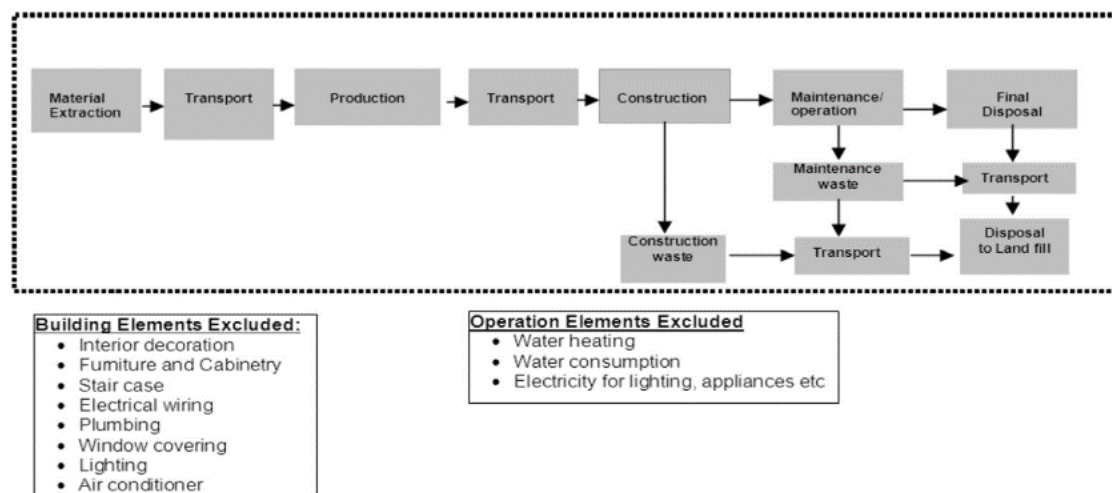 Material
Extraction
Transport
Production
Transport
Construction
Maintenance/
operation
Final
Disposal
Maintenance
waste
Transport
Construction
waste
Transport
Disposal
to Land fill
Building Elements Excluded:
• Interior decoration
• Furniture and Cabinetry
• Stair case
• Electrical wiring
• Plumbing
• Window covering
• Lighting
• Air conditioner
Operation Elements Excluded
• Water heating
• Water consumption
• Electricity for lighting, appliances etc